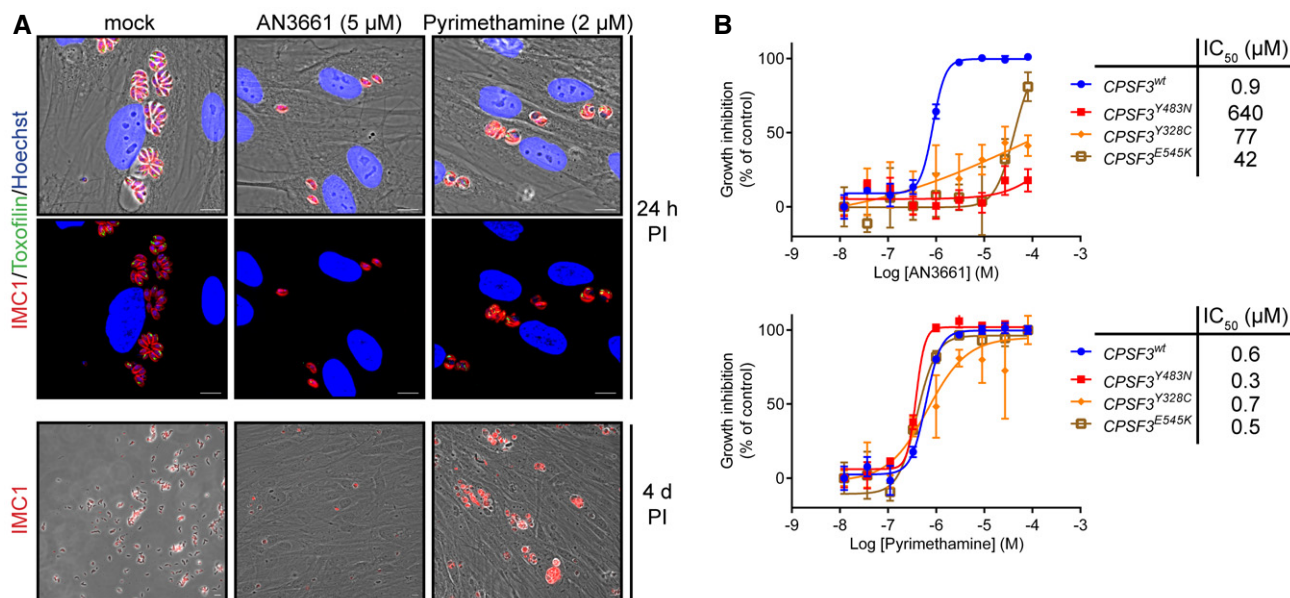 A
mock
AN3661 (5 µM)
Pyrimethamine (2 µM)
IMC1/Toxofilin/Hoechst
24 h
PI
IMC1
4 d
PI
B
Growth inhibition
(% of control)
100
50
0
-9 -8 -7 -6 -5 -4 -3
Log [AN3661] (M)
IC50 (µM)
CPSF3wt 0.9
CPSF3Y483N 640
CPSF3Y328C 77
CPSF3E545K 42
Growth inhibition
(% of control)
100
50
0
-9 -8 -7 -6 -5 -4 -3
Log [Pyrimethamine] (M)
IC50 (µM)
CPSF3wt 0.6
CPSF3Y483N 0.3
CPSF3Y328C 0.7
CPSF3E545K 0.5